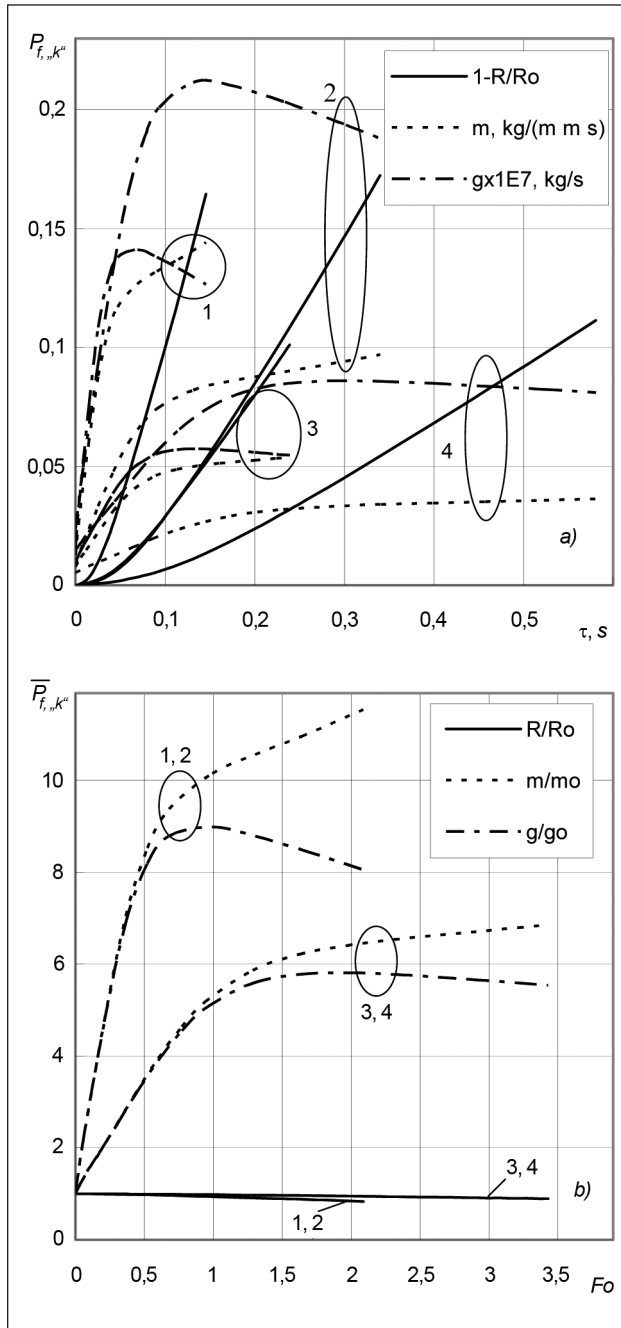 P f, „k“
0,2
0,15
0,1
0,05
0
2
1-R/Ro
m, kg/(m m s)
gx1E7, kg/s
1
3
4
a)
0 0,1 0,2 0,3 0,4 0,5
τ, s
P f, „k“
10
8
6
4
2
0
1, 2
R/Ro
m/mo
g/go
3, 4
3, 4
1, 2
b)
0 0,5 1 1,5 2 2,5 3 3,5 Fo